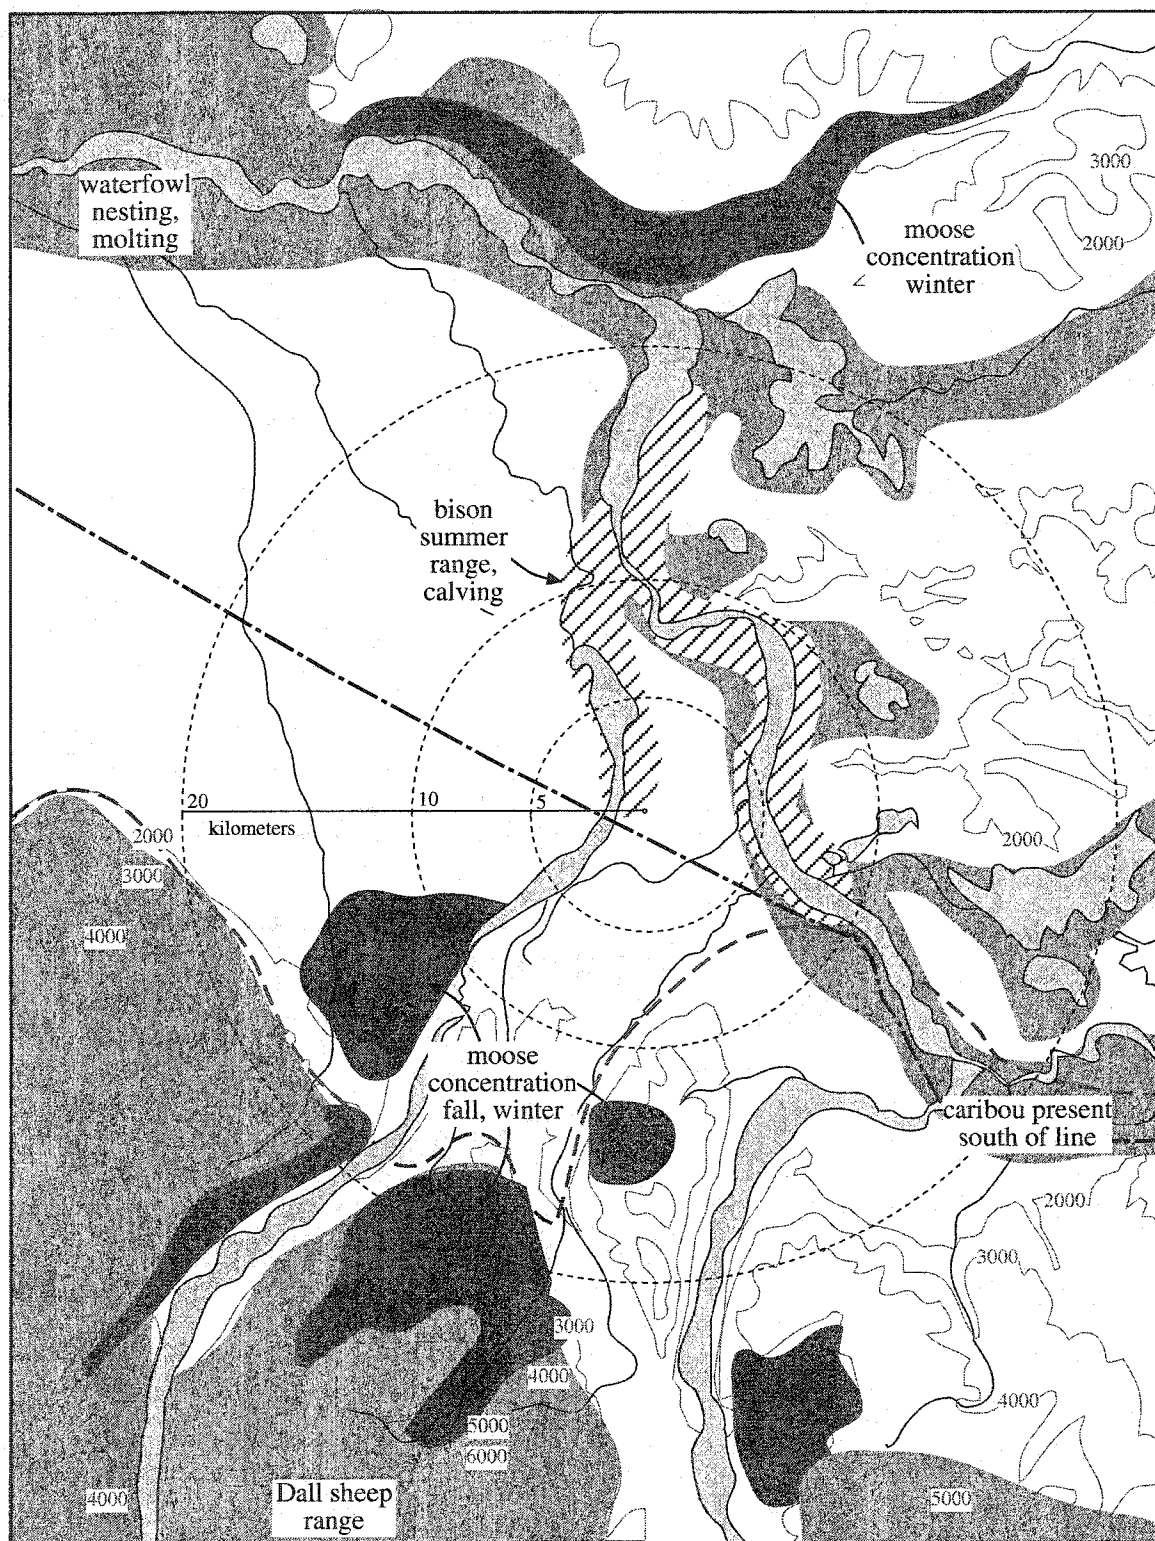 3000
waterfowl
nesting,
molting
moose
concentration
winter
2000
bison
summer
range,
calving
20
10
5
kilometers
2000
3000
4000
2000
moose
concentration
fall, winter
caribou present
south of line
2000
3000
3000
4000
4000
5000
6000
4000
Dall sheep
range
5000